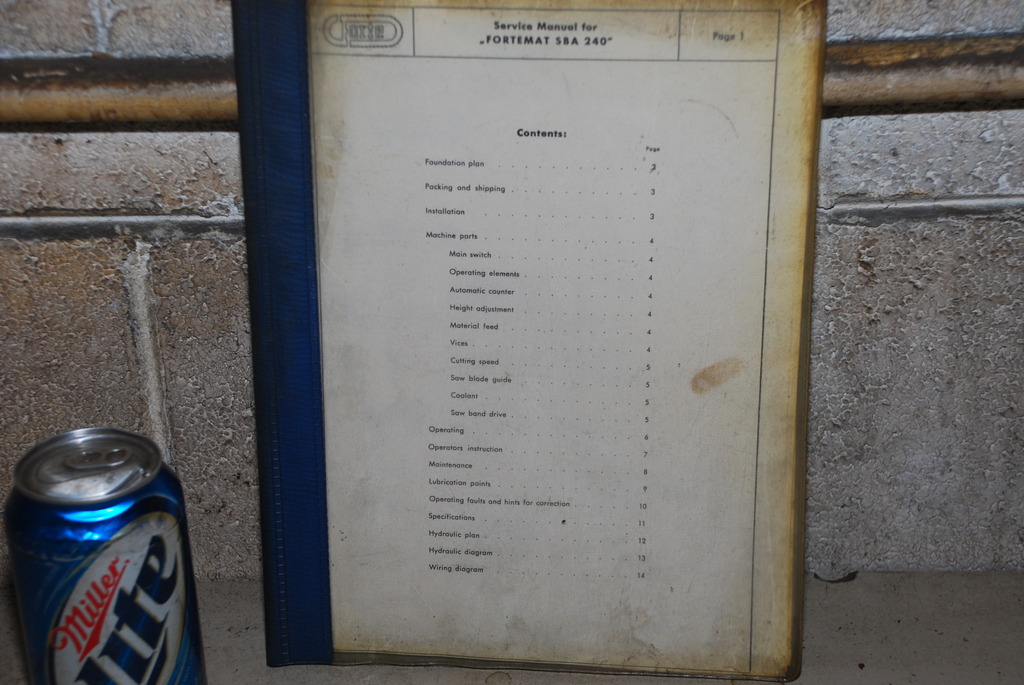 Service Manual for
„FORTEMAT SBA 240"
Page 1
Contents:
Page
Foundation plan . . . . . . . . . . . 2
Packing and shipping . . . . . . . . . . 3
Installation . . . . . . . . . . . . 3
Machine parts . . . . . . . . . . . . 4
Main switch . . . . . . . . . . . 4
Operating elements . . . . . . . . . 4
Automatic counter . . . . . . . . . 4
Height adjustment . . . . . . . . . 4
Material feed . . . . . . . . . . 4
Vices . . . . . . . . . . . . 4
Cutting speed . . . . . . . . . . 5
Saw blade guide . . . . . . . . . 5
Coolant . . . . . . . . . . . 5
Saw band drive . . . . . . . . . . 5
Operating . . . . . . . . . . . . 6
Operators instruction . . . . . . . . . . 7
Maintenance . . . . . . . . . . . 8
Lubrication points . . . . . . . . . . 9
Operating faults and hints for correction . . . . . 10
Specifications . . . . . . . . . . . 11
Hydraulic plan . . . . . . . . . . . 12
Hydraulic diagram . . . . . . . . . . 13
Wiring diagram . . . . . . . . . . . 14
Miller
Lite